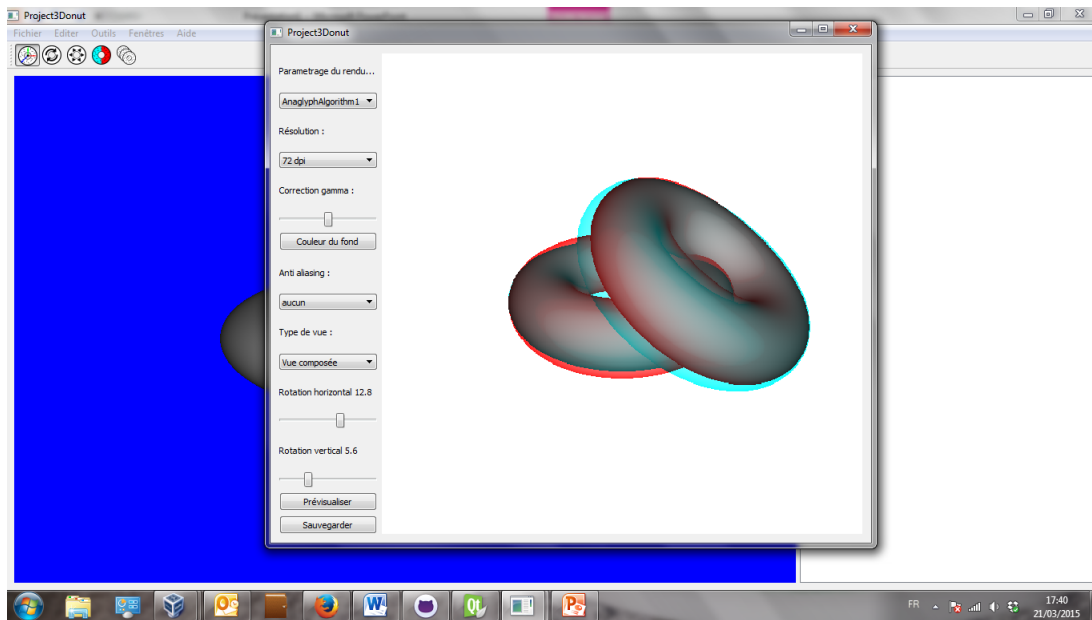 Project3Donut
Fichier Editer Outils Fenêtres Aide
Project3Donut
Parametrage du rendu...
AnaglyphAlgorithm1
Résolution :
72 dpi
Correction gamma :
Couleur du fond
Anti aliasing :
aucun
Type de vue :
Vue composée
Rotation horizontal 12.8
Rotation vertical 5.6
Prévisualiser
Sauvegarder
FR
17:40
21/03/2015